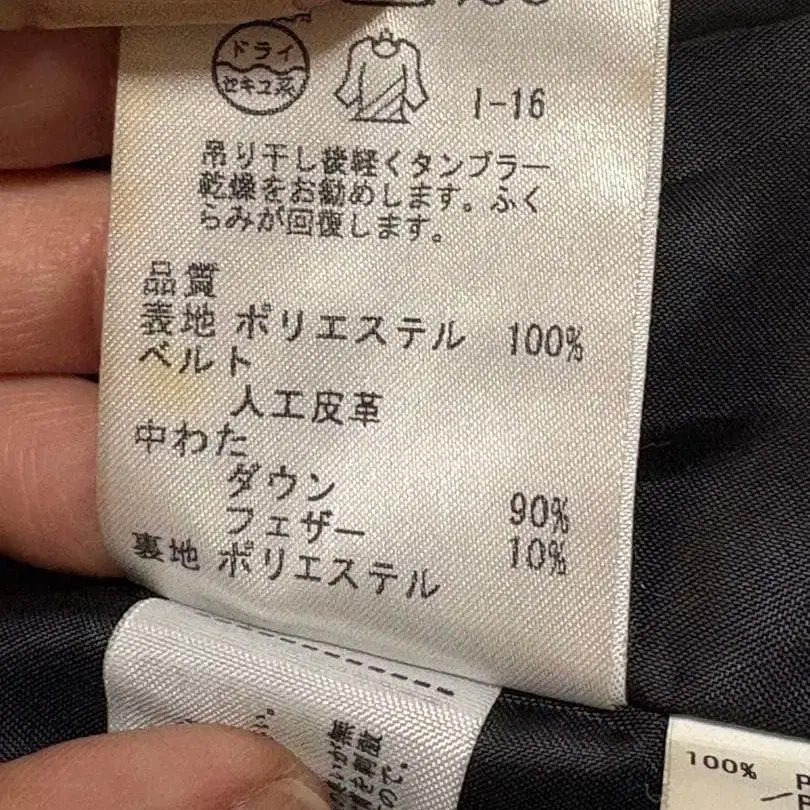 ドライ
セキユ系
I-16
吊り干し後軽くタンブラー
乾燥をお勧めします。ふく
らみが回復します。
品質
表地 ポリエステル 100%
ベルト
人工皮革
中わた
ダウン 90%
フェザー 10%
裏地 ポリエステル
100%